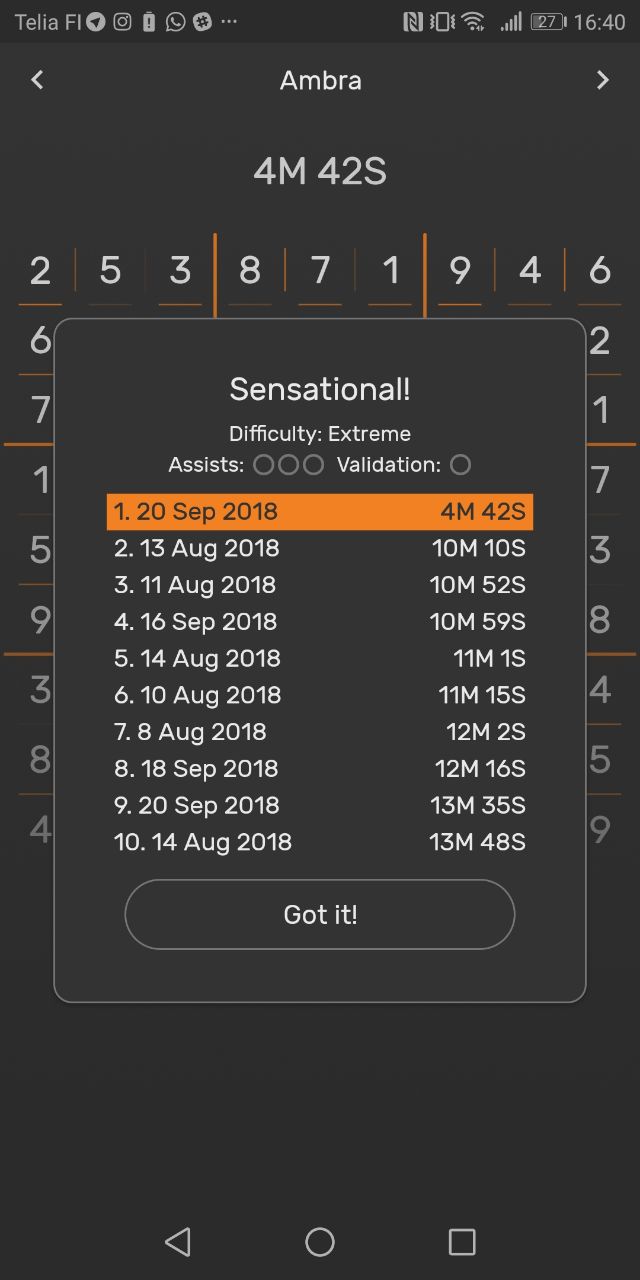 Telia FI ... 27 16:40
Ambra
4M 42S
2 5 3 8 7 1 9 4 6
6 2
7 1
1 7
5 3
9 8
3 4
8 5
4 9
Sensational!
Difficulty: Extreme
Assists: Validation:
1. 20 Sep 2018 4M 42S
2. 13 Aug 2018 10M 10S
3. 11 Aug 2018 10M 52S
4. 16 Sep 2018 10M 59S
5. 14 Aug 2018 11M 1S
6. 10 Aug 2018 11M 15S
7. 8 Aug 2018 12M 2S
8. 18 Sep 2018 12M 16S
9. 20 Sep 2018 13M 35S
10. 14 Aug 2018 13M 48S
Got it!